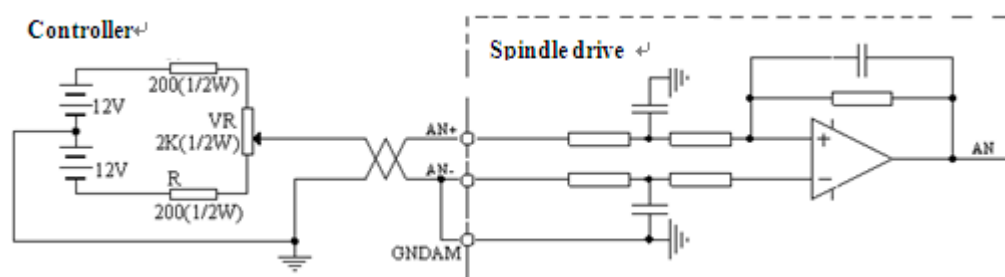 Controller↵
Spindle drive ↵
200(1/2W)
12V
VR
2K(1/2W)
AN+
+
AN
12V
R
AN-
−
200(1/2W)
GNDAM